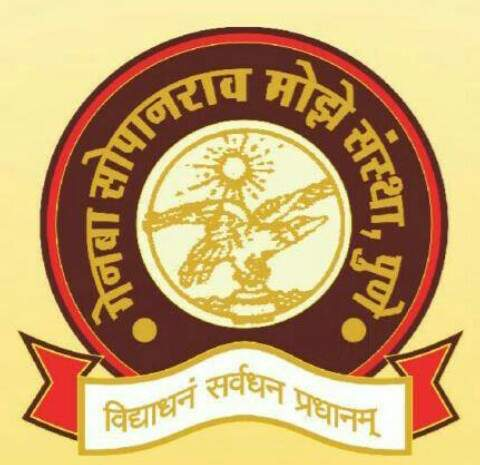 गेनबा सोपानराव मोझे संस्था, पुणे
विद्याधनं सर्वधन प्रधानम्